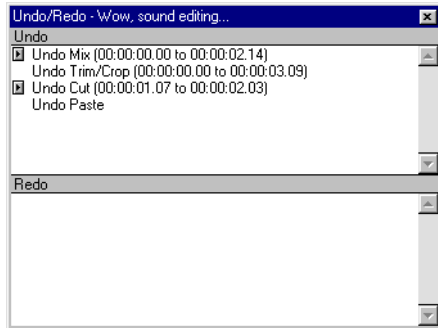 Undo/Redo - Wow, sound editing...
Undo
Undo Mix (00:00:00.00 to 00:00:02.14)
Undo Trim/Crop (00:00:00.00 to 00:00:03.09)
Undo Cut (00:00:01.07 to 00:00:02.03)
Undo Paste
Redo